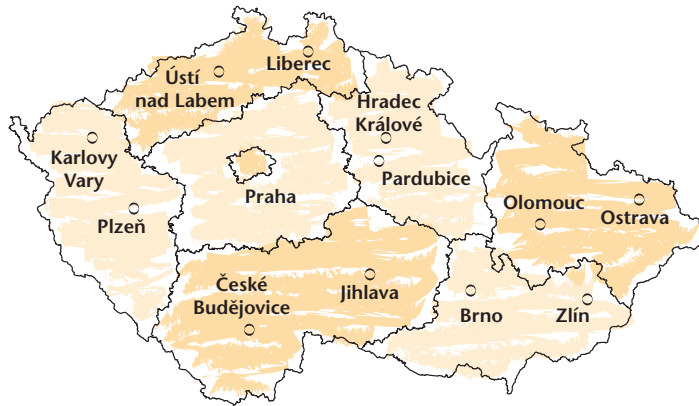 Liberec
Ústí
nad Labem
Hradec
Králové
Karlovy
Vary
Pardubice
Praha
Plzeň
Olomouc
Ostrava
České
Budějovice
Jihlava
Brno
Zlín